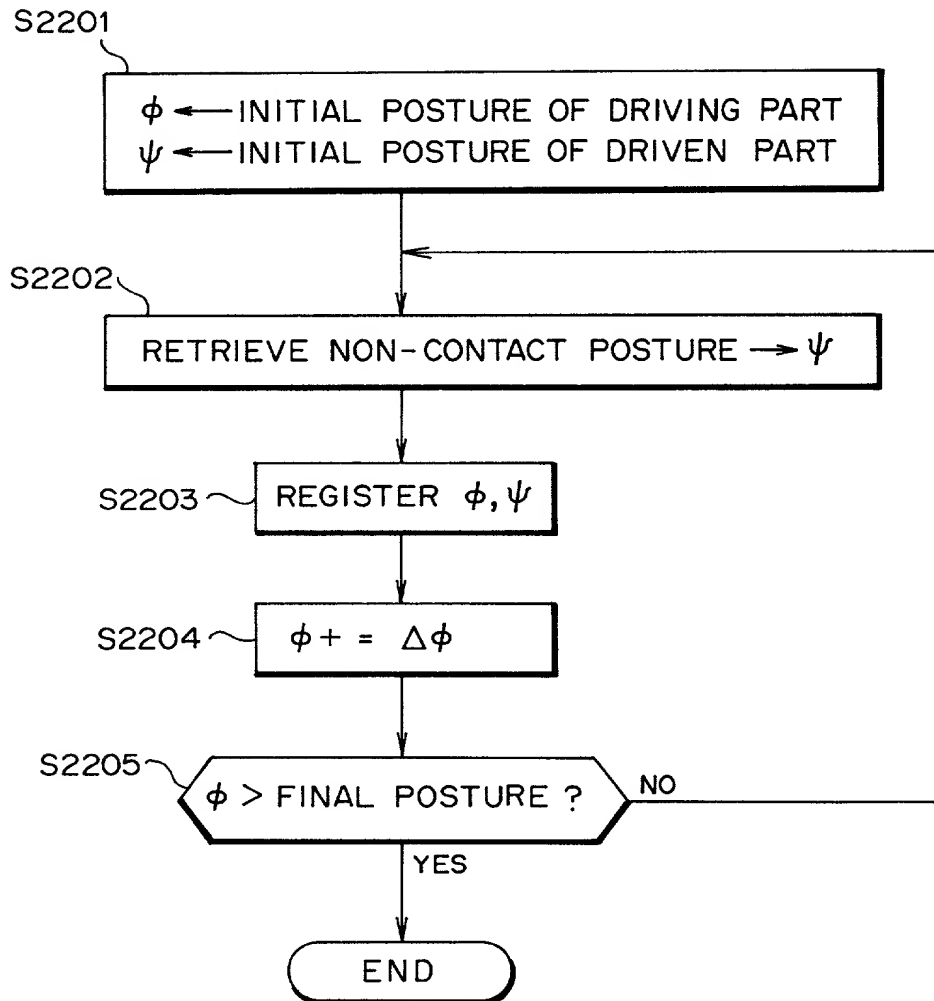 S2201
ϕ ← INITIAL POSTURE OF DRIVING PART
ψ ← INITIAL POSTURE OF DRIVEN PART
S2202
RETRIEVE NON-CONTACT POSTURE → ψ
S2203
REGISTER ϕ, ψ
S2204
ϕ + = Δϕ
S2205
ϕ > FINAL POSTURE ?
NO
YES
END